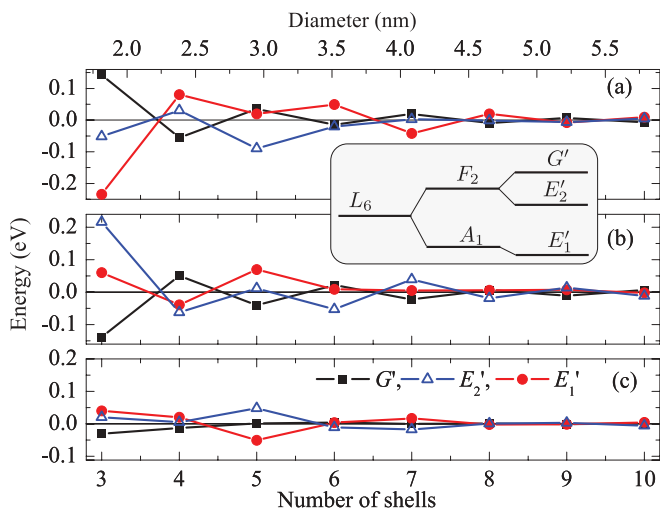 Diameter (nm)
2.0 2.5 3.0 3.5 4.0 4.5 5.0 5.5
(a)
0.1
0.0
-0.1
-0.2
L₆ F₂ A₁ G′ E₂′ E₁′
(b)
0.2
0.1
0.0
-0.1
Energy (eV)
G′, E₂′, E₁′ (c)
0.2
0.1
0.0
-0.1
3 4 5 6 7 8 9 10
Number of shells